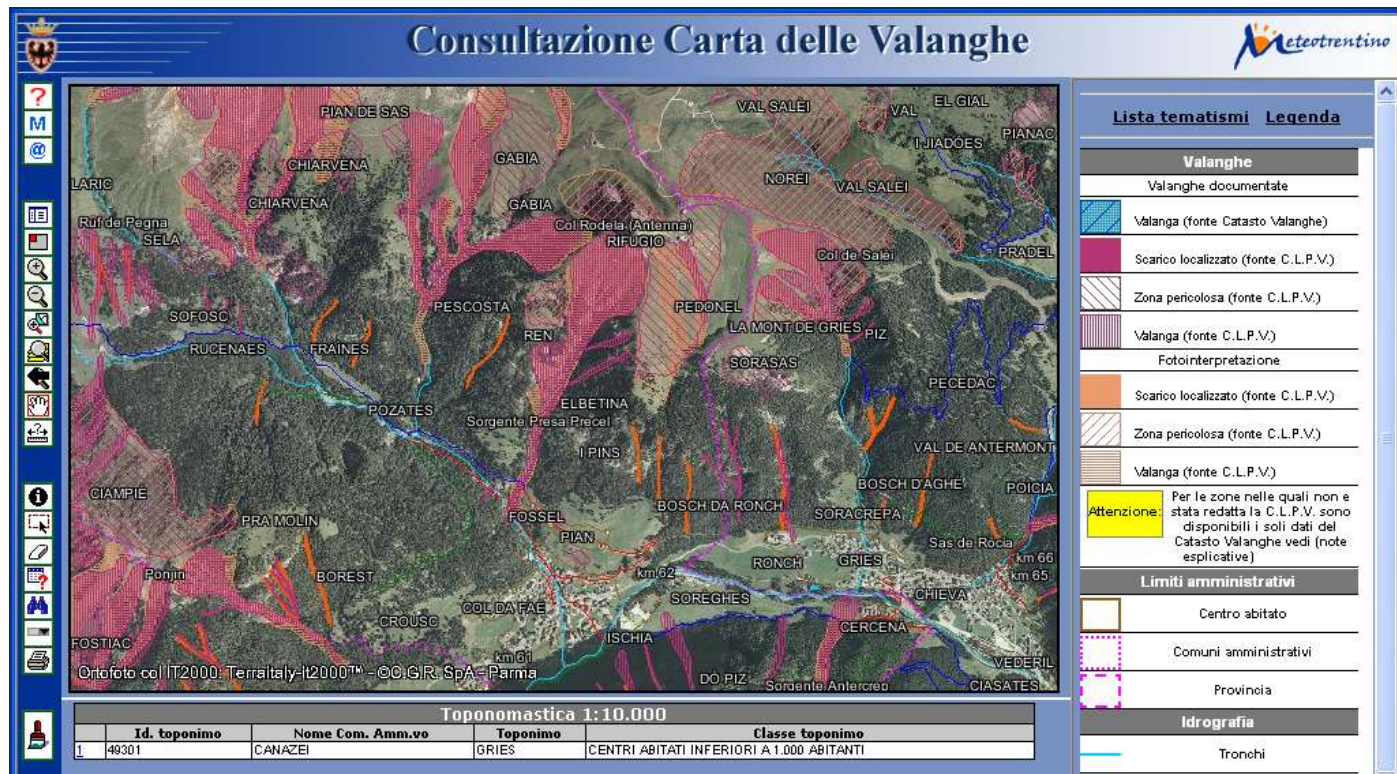 Consultazione Carta delle Valanghe
Meteotrentino
?
M
@
PIAN DE SAS
VAL SALÈI
VAL
EL GIAL
I JIADÓES
PIANAC
CHIARVENA
GABIA
LARIC
NOREI
VAL SALÈI
CHIARVENA
GABIA
Ruf de Pegna
SELA
Col Rodela (Antenna)
RIFUGIO
Col de Salèi
PRADEL
PESCOSTA
PEDONEL
SOFOSC
LA MONT DE GRIES
PIZ
RUCENAES
FRAINES
REN
SORASAS
PECEDAC
POZATES
ELBETINA
Sorgente Presa Precel
VAL DE ANTERMONT
I PINS
CIAMPIE
BOSCH D'AGHE'
POICIA
BOSCH DA RONCH
PRA MOLIN
FOSSEL
SORACREPA
PIAN
Sas de Rocia
km 66
RONCH
GRIES
Ponjin
BOREST
km 62
km 65
COL DA FAE
SOREGHES
CHIEVA
CROUSC
CERCENA
FOSTIAC
ISCHIA
km 61
VEDERIL
Ortofoto col IT2000: Terraitaly-It2000™ - ©C.G.R. SpA - Parma
DÒ PIZ
Sorgente Antercrep
CIASATES
Toponomastica 1:10.000
Id. toponimo Nome Com. Amm.vo Toponimo Classe toponimo
1 49301 CANAZEI GRIES CENTRI ABITATI INFERIORI A 1.000 ABITANTI
Lista tematismi Legenda
Valanghe
Valanghe documentate
Valanga (fonte Catasto Valanghe)
Scarico localizzato (fonte C.L.P.V.)
Zona pericolosa (fonte C.L.P.V.)
Valanga (fonte C.L.P.V.)
Fotointerpretazione
Scarico localizzato (fonte C.L.P.V.)
Zona pericolosa (fonte C.L.P.V.)
Valanga (fonte C.L.P.V.)
Attenzione:
Per le zone nelle quali non e
stata redatta la C.L.P.V. sono
disponibili i soli dati del
Catasto Valanghe vedi (note
esplicative)
Limiti amministrativi
Centro abitato
Comuni amministrativi
Provincia
Idrografia
Tronchi